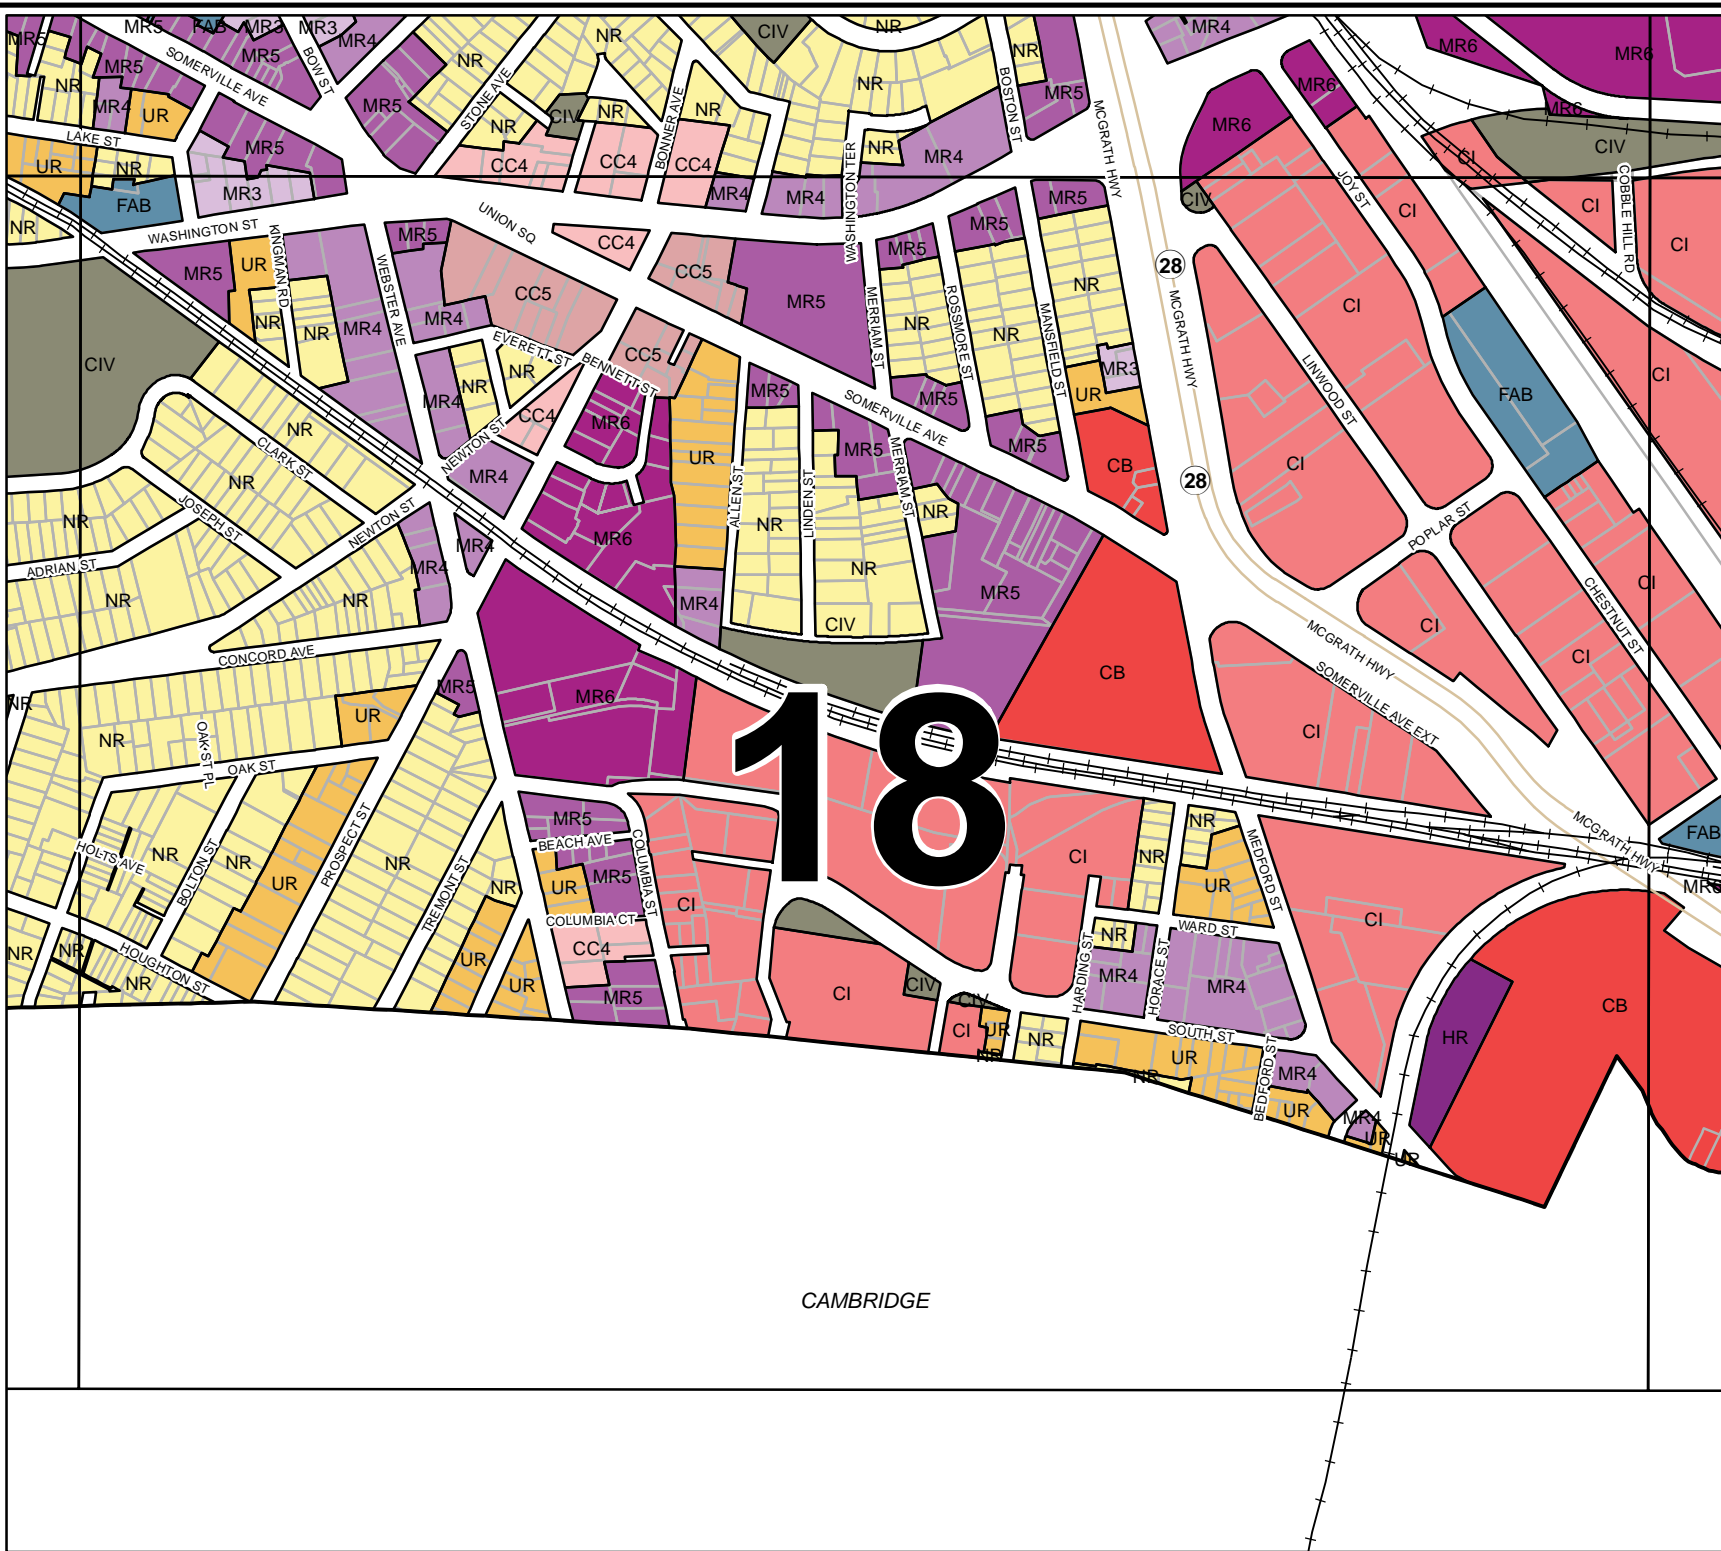 MR5
MR5
FAB
MR3
MR3
MR4
NR
NR
CIV
NR
NR
MR4
MR6
MR6
SOMERVILLE AVE
BOW ST
MR5
MR5
NR
MR4
UR
MR5
STONE AVE
NR
CIV
NR
BONNER AVE
NR
NR
BOSTON ST
MR5
MCGRATH HWY
MR6
MR6
MR6
CIV
LAKE ST
UR
NR
MR5
MR3
CC4
CC4
CC4
NR
MR4
CI
FAB
MR4
MR4
WASHINGTON TER
MR5
CIV
JOY ST
CI
CI
COBBLE HILL RD
CI
NR
WASHINGTON ST
KINGMAN RD
MR5
UNION SQ
CC4
MR5
MR5
MR5
UR
WEBSTER AVE
CC5
CC5
MR5
MERRIAM ST
ROSSMORE ST
MANSFIELD ST
NR
28
MCGRATH HWY
CI
CIV
NR
NR
MR4
MR4
EVERETT ST
BENNETT ST
CC5
NR
NR
MR3
LINWOOD ST
FAB
CI
MR4
NR
NR
CC4
MR6
MR5
MR5
UR
SOMERVILLE AVE
NR
CLARK ST
NEWTON ST
MR4
UR
ALLEN ST
LINDEN ST
MR5
MERRIAM ST
MR5
CB
28
CI
NR
JOSEPH ST
NEWTON ST
NR
MR4
MR6
NR
NR
NR
POPLAR ST
ADRIAN ST
NR
NR
MR4
MR4
CIV
MR5
CI
CHESTNUT ST
CI
CONCORD AVE
MR5
MR6
CB
MCGRATH HWY
SOMERVILLE AVE EXT
CI
NR
NR
OAK ST PL
UR
OAK ST
18
CI
HOLTS AVE
NR
BOLTON ST
NR
UR
PROSPECT ST
NR
TREMONT ST
NR
MR5
BEACH AVE
UR
MR5
COLUMBIA ST
CI
CI
NR
NR
UR
MEDFORD ST
MCGRATH HWY
FAB
MR6
COLUMBIA CT
CC4
WARD ST
CI
NR
NR
HOUGHTON ST
NR
UR
UR
MR5
CI
CIV
CIV
NR
HARDING ST
MR4
HORACE ST
MR4
CB
CI
UR
NR
NR
SOUTH ST
UR
NR
BEDFORD ST
MR4
UR
HR
MR4
UR
UR
CAMBRIDGE